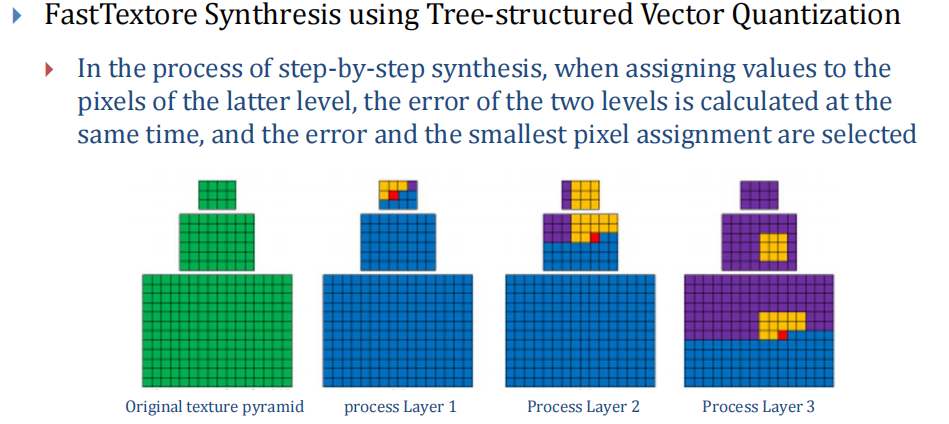 FastTextore Synthresis using Tree-structured Vector Quantization
In the process of step-by-step synthesis, when assigning values to the
pixels of the latter level, the error of the two levels is calculated at the
same time, and the error and the smallest pixel assignment are selected
Original texture pyramid
process Layer 1
Process Layer 2
Process Layer 3